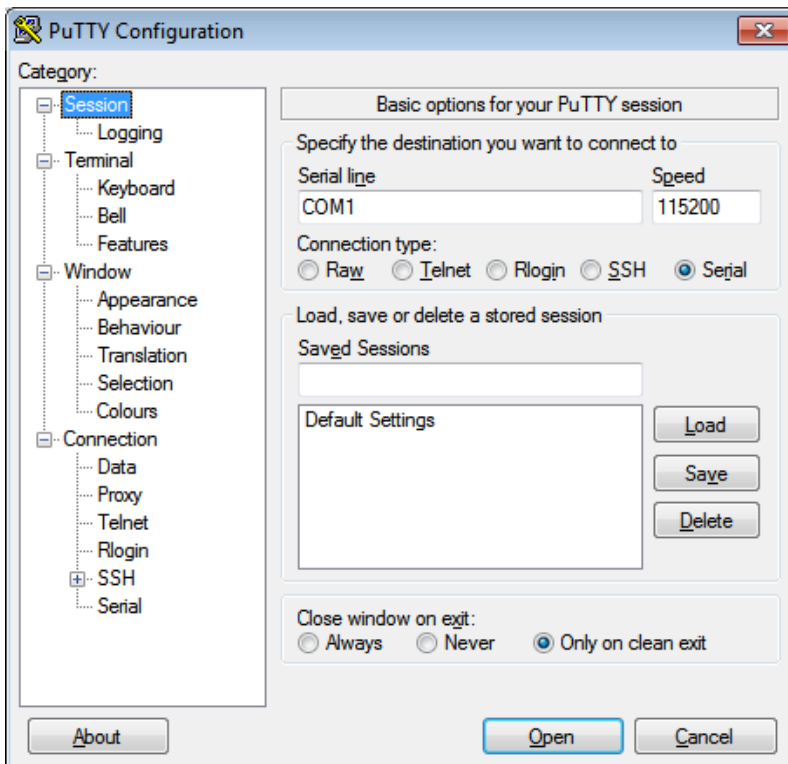 PuTTY Configuration
Category:
Session
Logging
Terminal
Keyboard
Bell
Features
Window
Appearance
Behaviour
Translation
Selection
Colours
Connection
Data
Proxy
Telnet
Rlogin
SSH
Serial
Basic options for your PuTTY session
Specify the destination you want to connect to
Serial line Speed
COM1 115200
Connection type:
Raw Telnet Rlogin SSH Serial
Load, save or delete a stored session
Saved Sessions
Default Settings
Load
Save
Delete
Close window on exit:
Always Never Only on clean exit
About Open Cancel